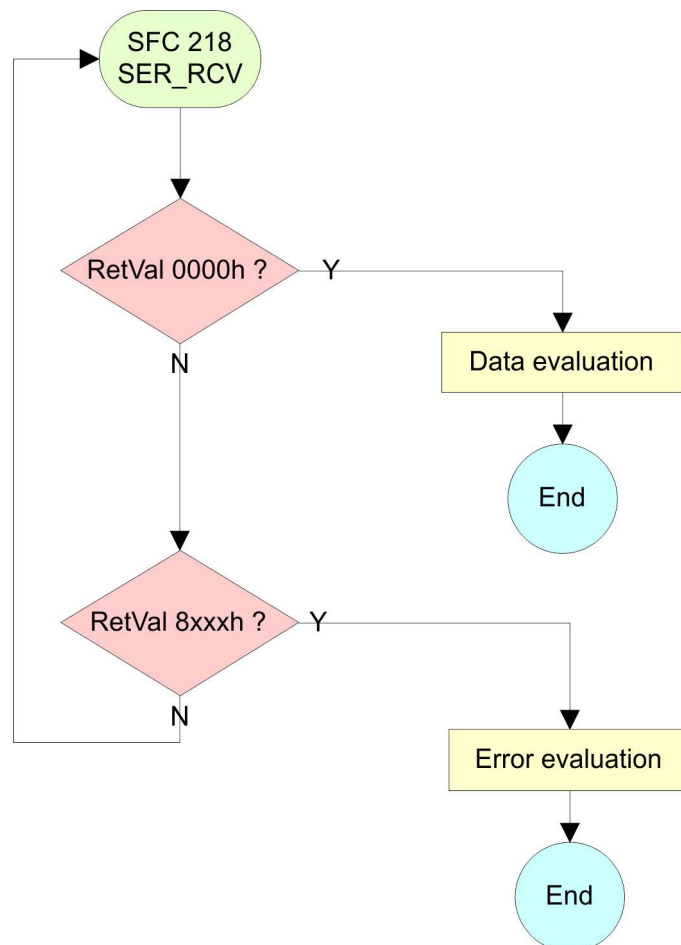 SFC 218
SER_RCV
RetVal 0000h ?
Y
N
Data evaluation
End
RetVal 8xxxh ?
Y
N
Error evaluation
End